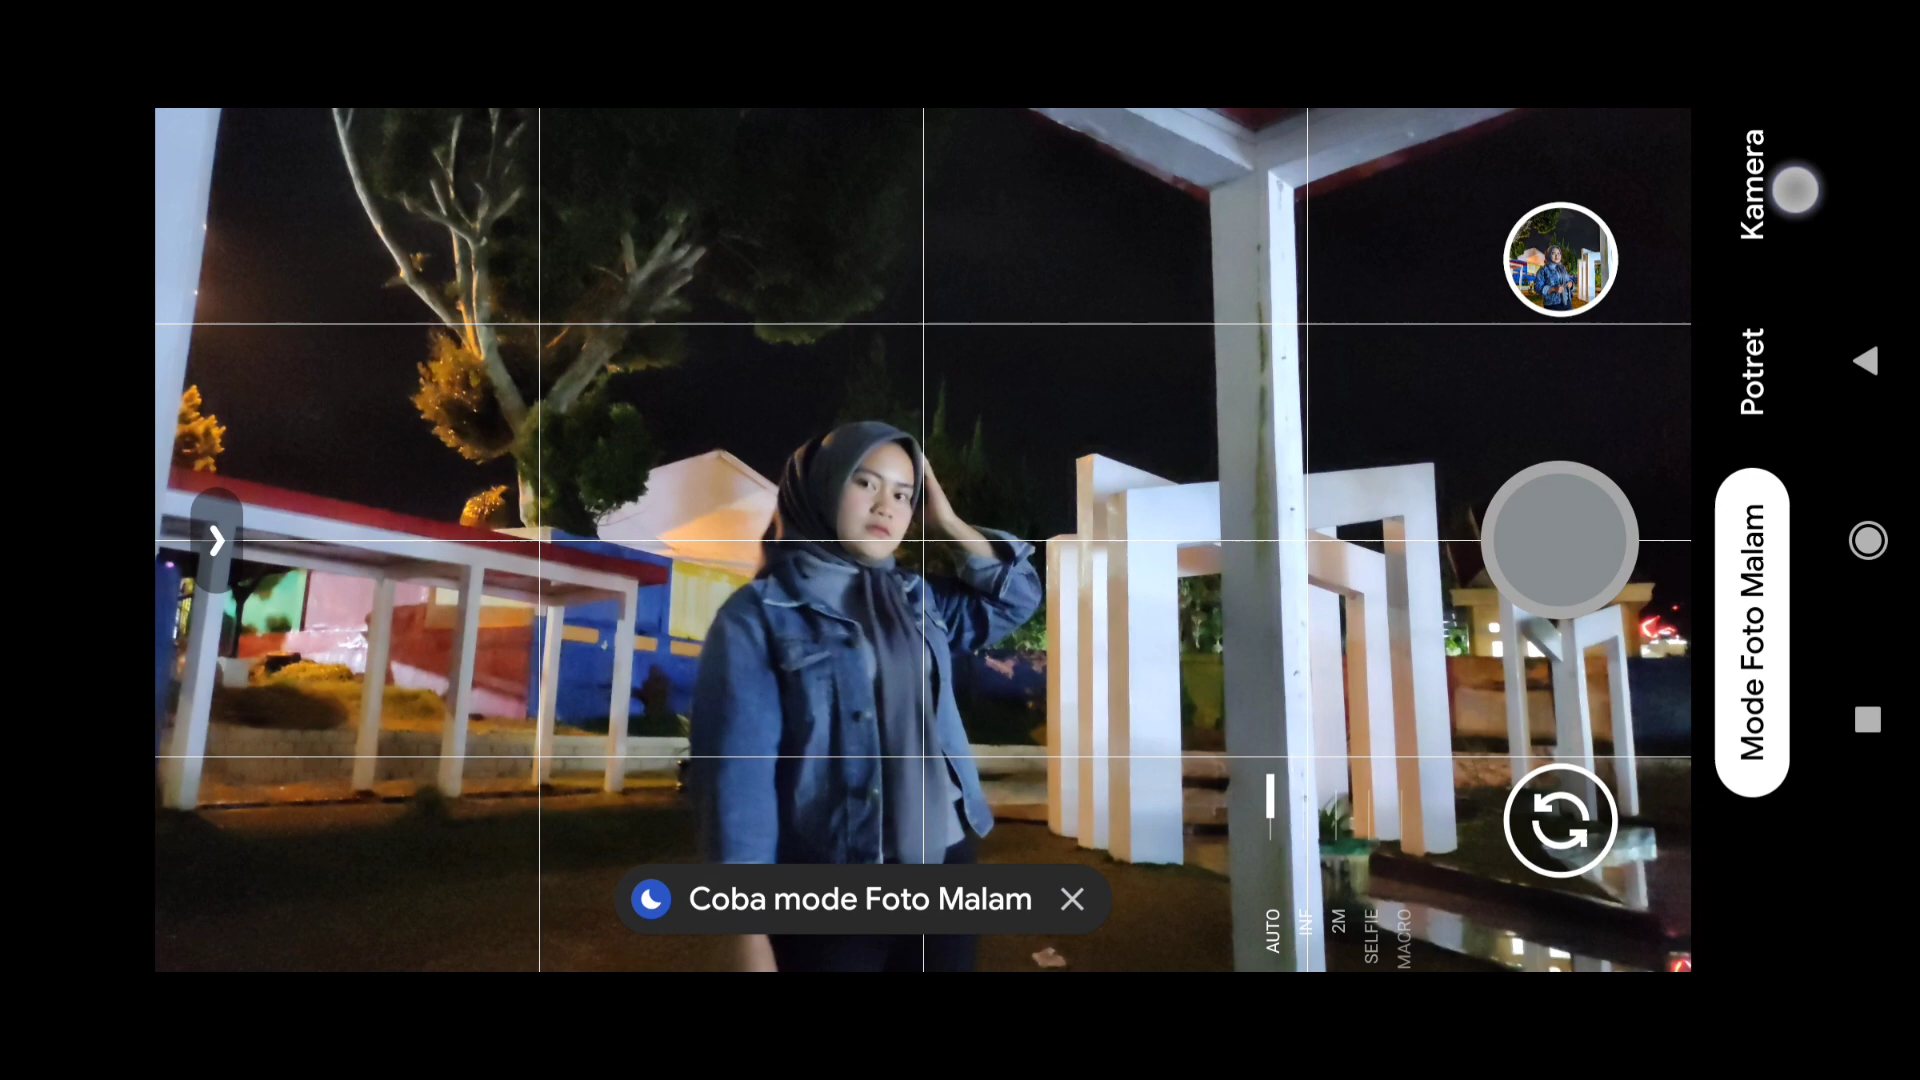 Kamera
Potret
Mode Foto Malam
Coba mode Foto Malam
AUTO
INF
2M
SELFIE
MACRO